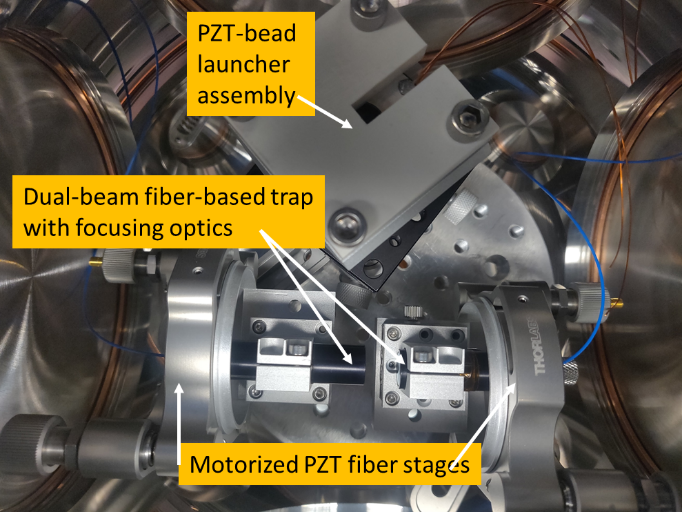 PZT-bead
launcher
assembly
Dual-beam fiber-based trap
with focusing optics
THORLABS
Motorized PZT fiber stages